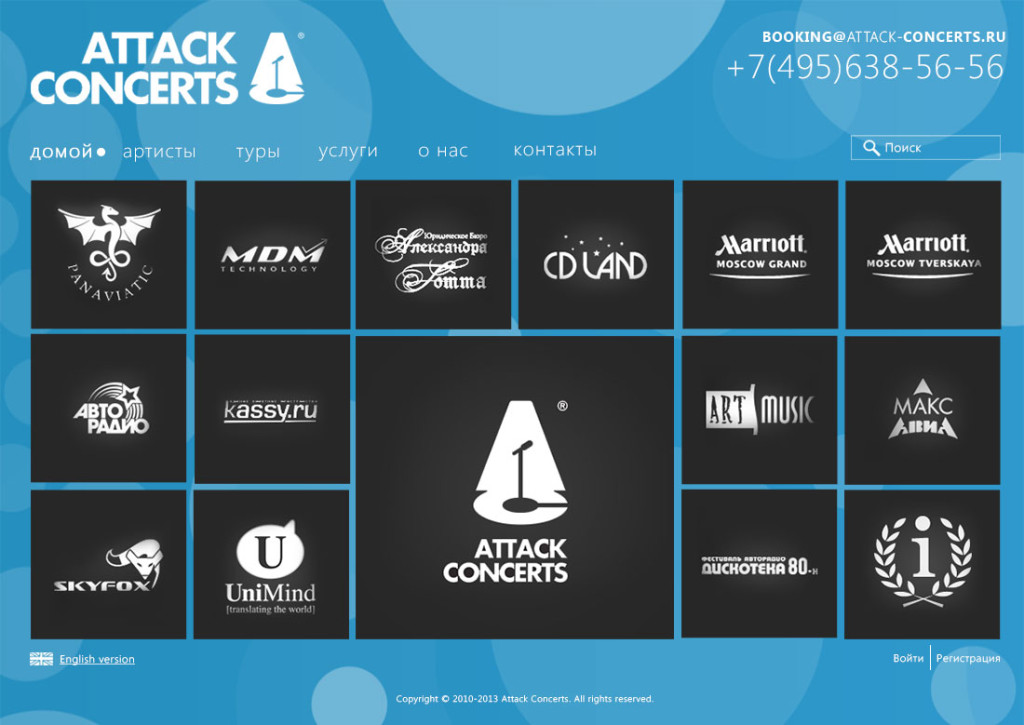 ATTACK
CONCERTS
®
BOOKING@ATTACK-CONCERTS.RU
+7(495)638-56-56
домой
артисты
туры
услуги
о нас
контакты
Поиск
PANAVIATIC
MDM
TECHNOLOGY
Юридическое Бюро
Александра
Тотта
CD LAND
Marriott
MOSCOW GRAND
Marriott
MOSCOW TVERSKAYA
АВТО
РАДИО
kassy.ru
®
ATTACK
CONCERTS
ART MUSIC
МАКС
АВИА
SKYFOX
U
UniMind
[translating the world]
ФЕСТИВАЛЬ АВТОРАДИО
ДИСКОТЕКА 80-Х
i
English version
Войти
Регистрация
Copyright © 2010-2013 Attack Concerts. All rights reserved.